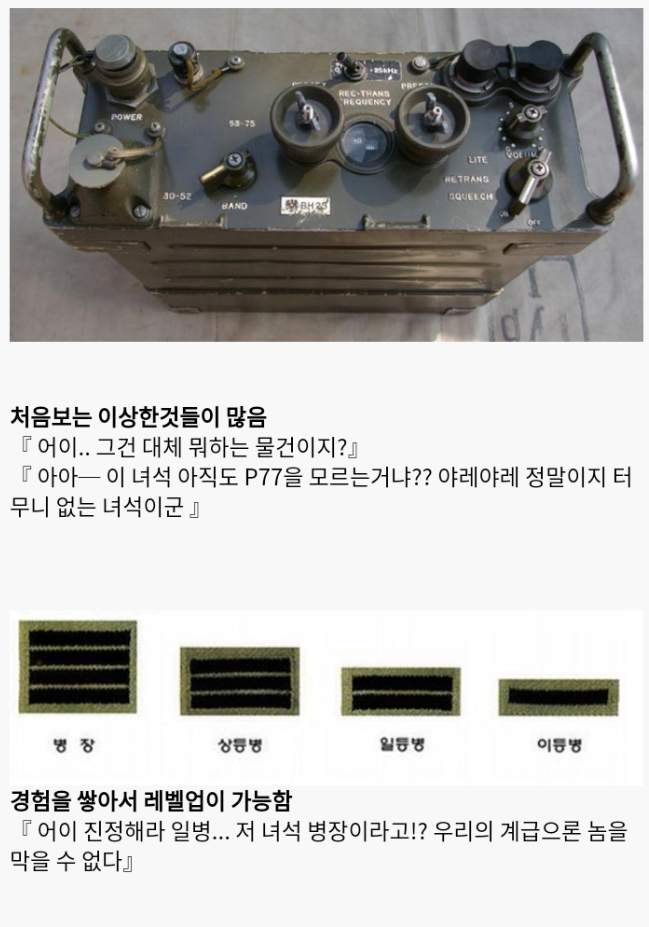 +25kHz
REC-TRANS
FREQUENCY
POWER
53-75
30-52
BAND
BH23
VOLUM
LITE
RETRANS
SQUELCH
ON
OFF
처음보는 이상한것들이 많음
『 어이.. 그건 대체 뭐하는 물건이지?』
『 아아─ 이 녀석 아직도 P77을 모르는거냐?? 야레야레 정말이지 터
무니 없는 녀석이군 』
병 장
상등병
일등병
이등병
경험을 쌓아서 레벨업이 가능함
『 어이 진정해라 일병... 저 녀석 병장이라고!? 우리의 계급으론 놈을
막을 수 없다』